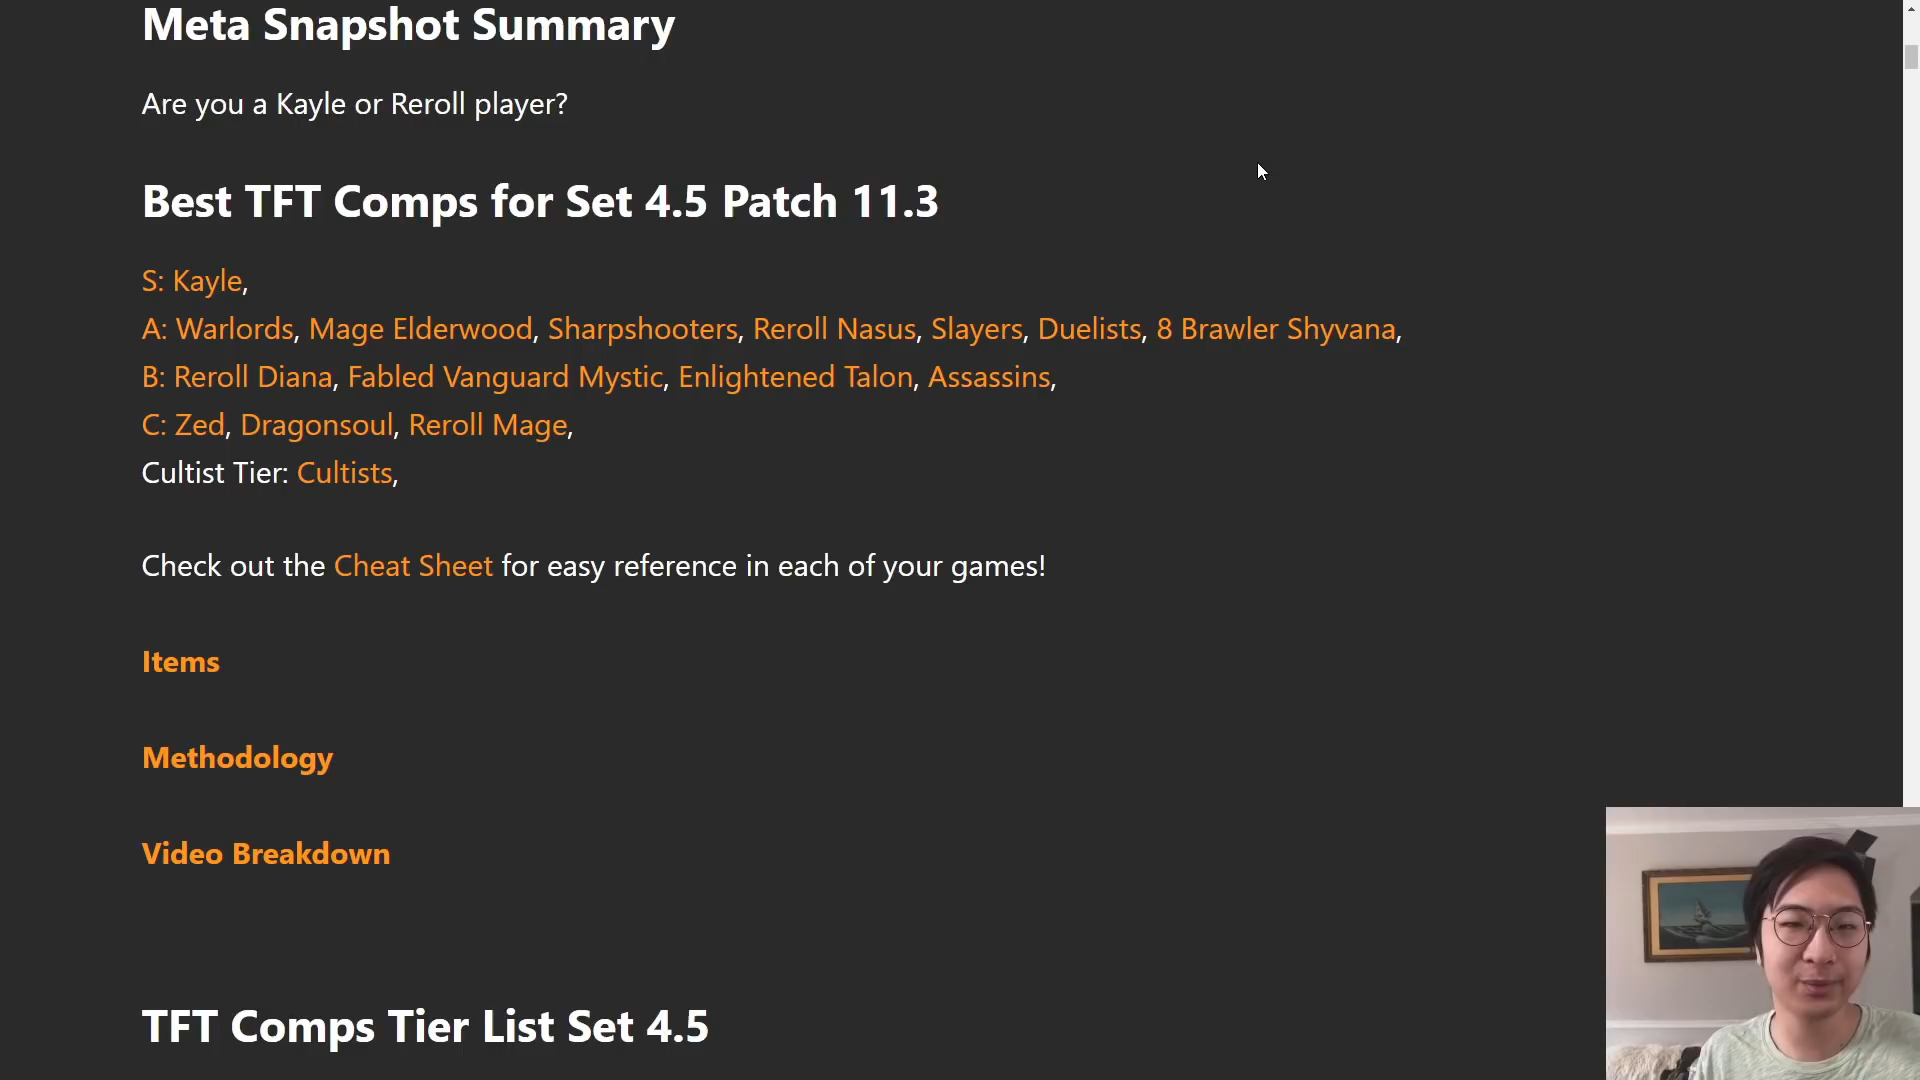 Meta Snapshot Summary
Are you a Kayle or Reroll player?
Best TFT Comps for Set 4.5 Patch 11.3
S: Kayle,
A: Warlords, Mage Elderwood, Sharpshooters, Reroll Nasus, Slayers, Duelists, 8 Brawler Shyvana,
B: Reroll Diana, Fabled Vanguard Mystic, Enlightened Talon, Assassins,
C: Zed, Dragonsoul, Reroll Mage,
Cultist Tier: Cultists,
Check out the Cheat Sheet for easy reference in each of your games!
Items
Methodology
Video Breakdown
TFT Comps Tier List Set 4.5